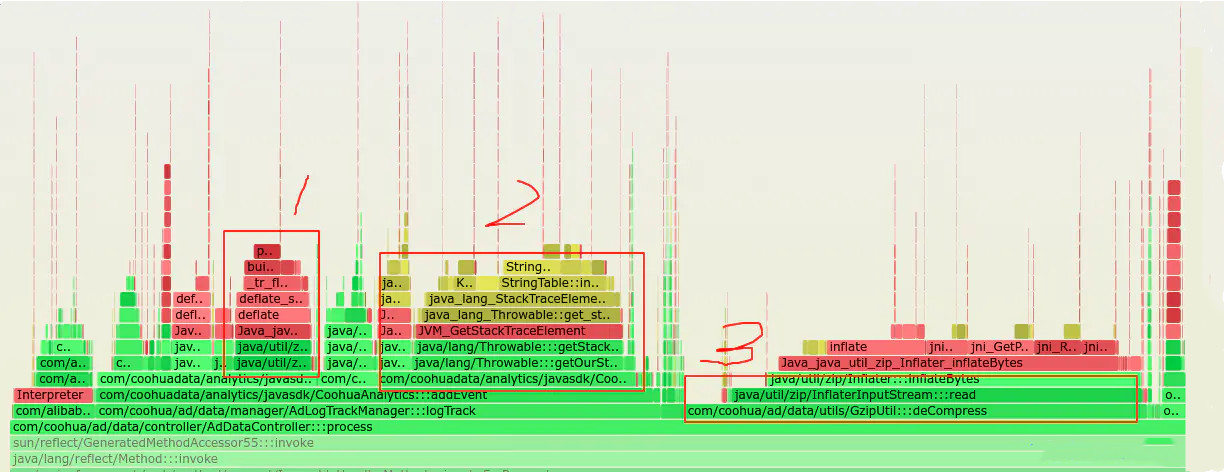 1
2
3
p..
bui..
String..
_tr_fl..
ja..
K..
StringTable::in..
def..
deflate_s..
ja..
java_lang_StackTraceEleme..
defl..
deflate
J..
java_lang_Throwable::get_st..
Jav..
Java_jav..
java/..
Ja..
JVM_GetStackTraceElement
c..
jav..
java/util/z..
java/..
jav..
java/lang/Throwable:::getStack..
inflate
jni..
jni_GetP..
jni_R..
jni..
com/a..
c..
jav..
j..
java/util/z..
java/..
jav..
java/lang/Throwable:::getOurSt..
Java_java_util_zip_Inflater_inflateBytes
com/a..
com/coohuadata/analytics/javasd..
com/c..
com/coohuadata/analytics/javasdk/Coo..
java/util/zip/Inflater:::inflateBytes
Interpreter
com/coohuadata/analytics/javasdk/CoohuaAnalytics:::addEvent
java/util/zip/InflaterInputStream:::read
o..
com/alibab..
com/coohua/ad/data/manager/AdLogTrackManager:::logTrack
com/coohua/ad/data/utils/GzipUtil:::deCompress
o..
com/coohua/ad/data/controller/AdDataController:::process
sun/reflect/GeneratedMethodAccessor55:::invoke
java/lang/reflect/Method:::invoke